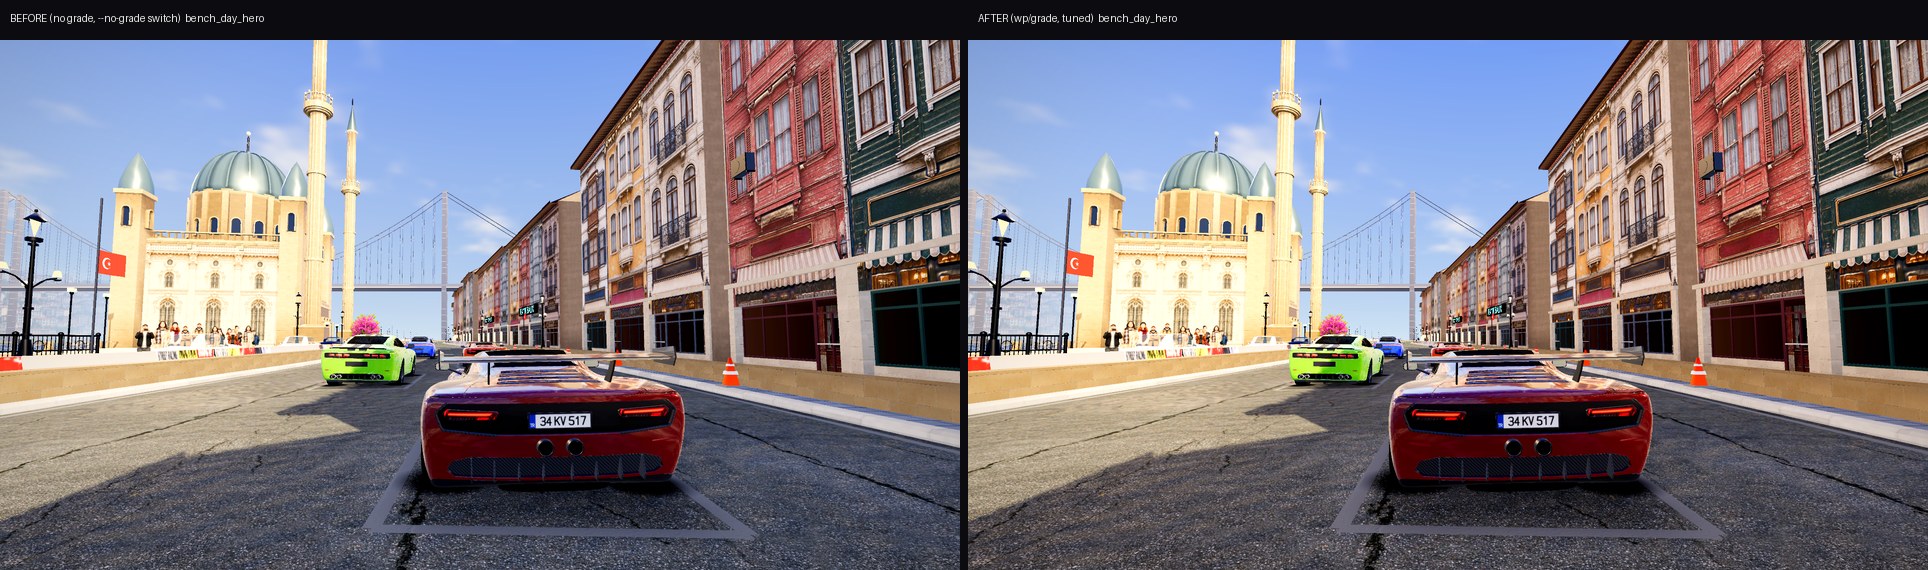 BEFORE (no grade, --no-grade switch) bench_day_hero
AFTER (wp/grade, tuned) bench_day_hero
34 KV 517
34 KV 517